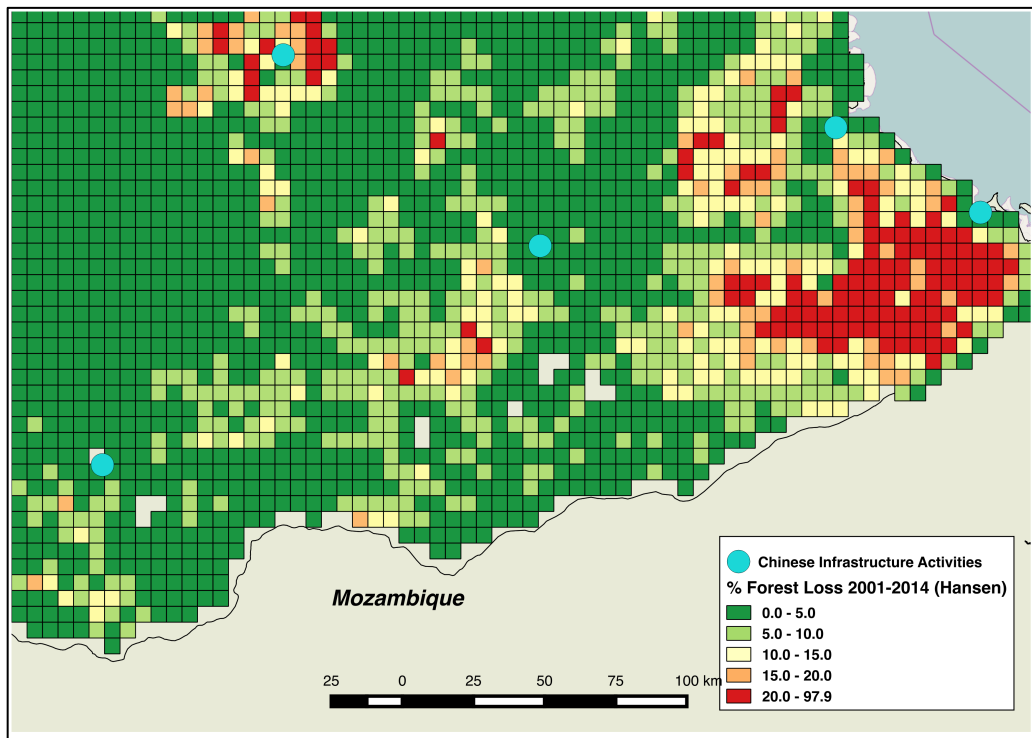 Mozambique
Chinese Infrastructure Activities
% Forest Loss 2001-2014 (Hansen)
0.0 - 5.0
5.0 - 10.0
10.0 - 15.0
15.0 - 20.0
20.0 - 97.9
25 0 25 50 75 100 km